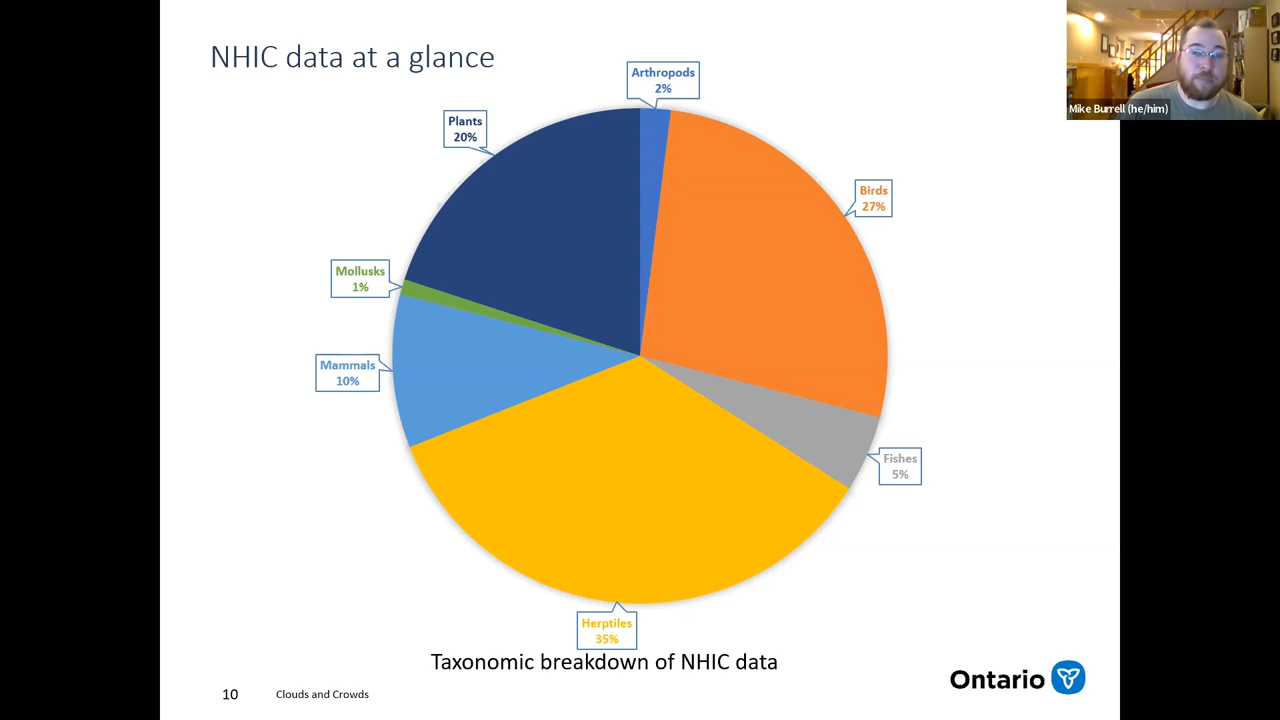 NHIC data at a glance
Mike Burrell (he/him)
Arthropods
2%
Plants
20%
Birds
27%
Mollusks
1%
Mammals
10%
Fishes
5%
Herptiles
35%
Taxonomic breakdown of NHIC data
Ontario
10
Clouds and Crowds